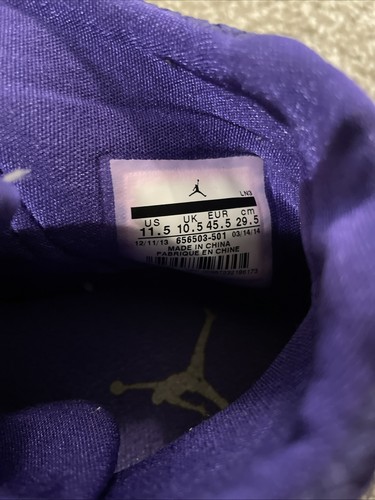 LN3
US UK EUR cm
11.5 10.5 45.5 29.5
12/11/13 656503-501 03/14/14
MADE IN CHINA
FABRIQUE EN CHINE